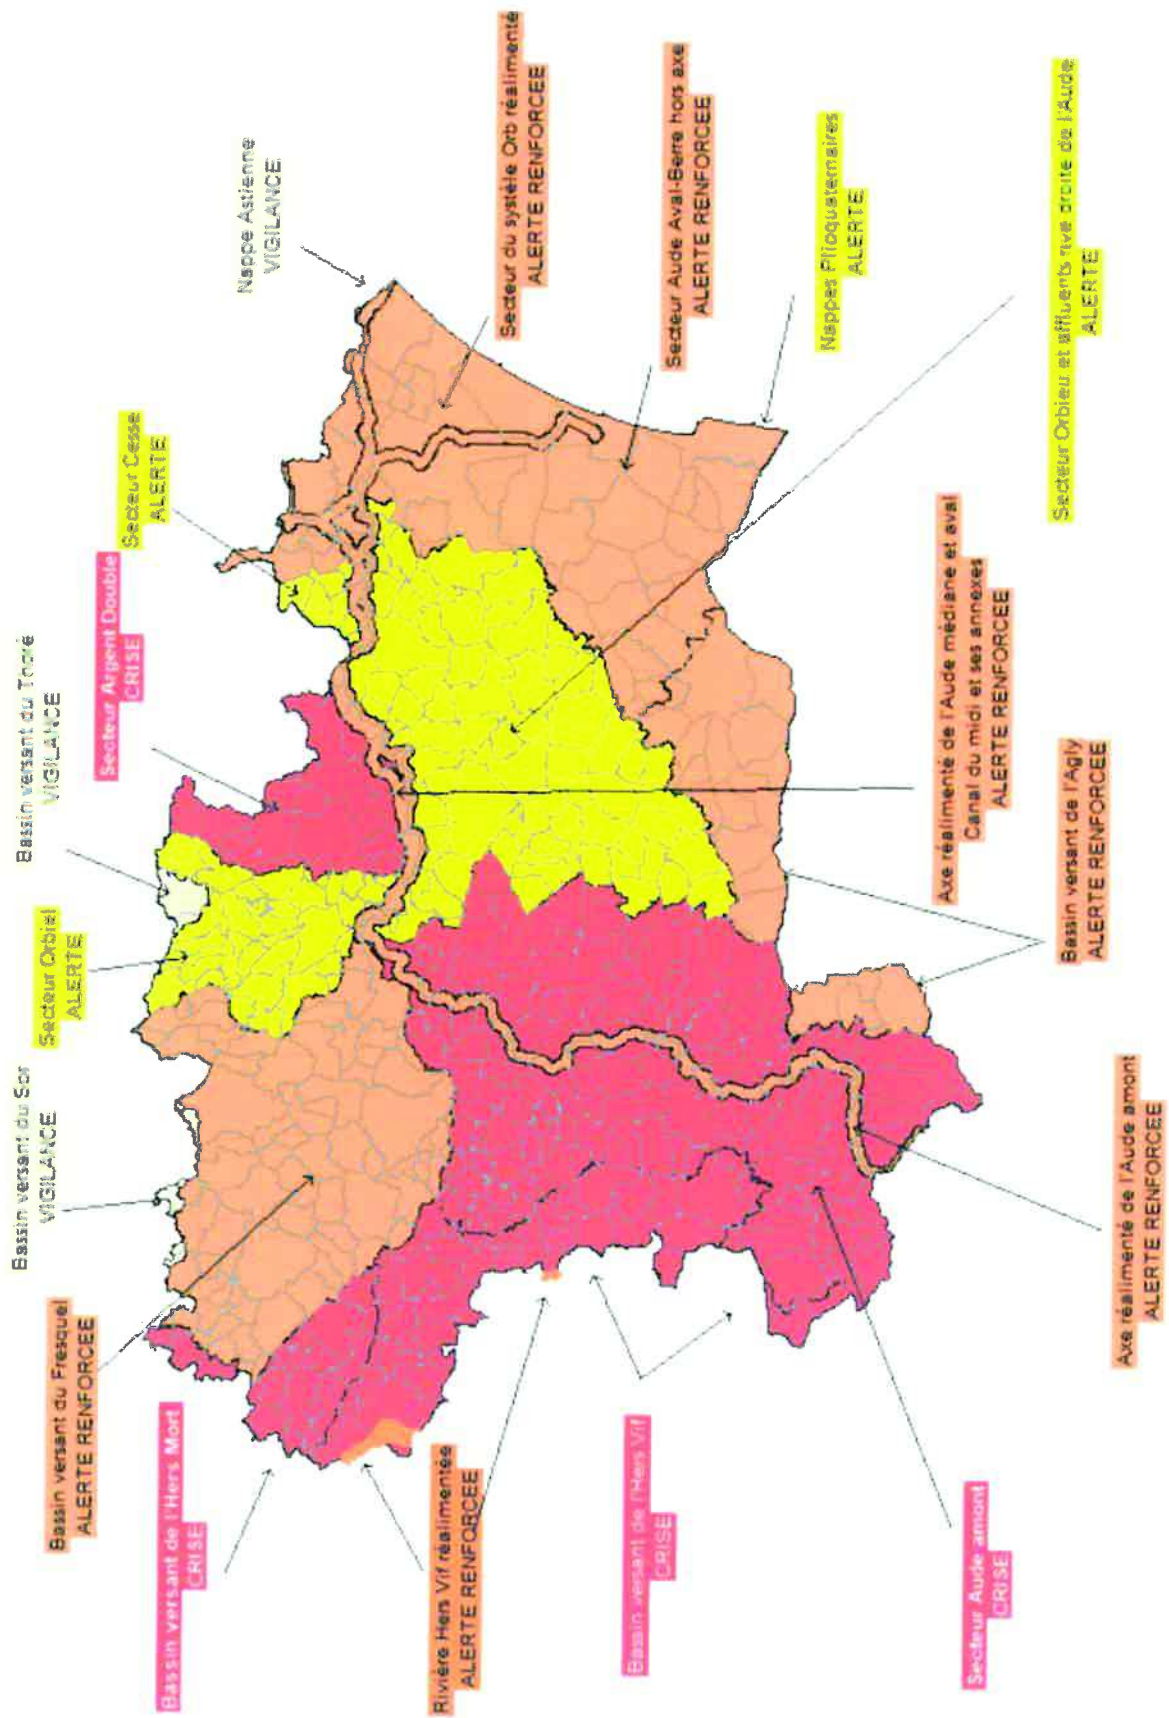 Bassin versant de l'Hers Mort
CRISE
Bassin versant du Fresquel
ALERTE RENFORCEE
Bassin versant du Sor
VIGILANCE
Secteur Orbiel
ALERTE
Bassin versant du Thoré
VIGILANCE
Secteur Argent Double
CRISE
Secteur Cesse
ALERTE
Nappe Astienne
VIGILANCE
Secteur du systèle Orb réalimenté
ALERTE RENFORCEE
Secteur Aude Aval-Berre hors axe
ALERTE RENFORCEE
Nappes Plioquaternaires
ALERTE
Secteur Orbieu et affluents rive droite de l'Aude
ALERTE
Axe réalimenté de l'Aude médiane et aval
Canal du midi et ses annexes
ALERTE RENFORCEE
Bassin versant de l'Agly
ALERTE RENFORCEE
Axe réalimenté de l'Aude amont
ALERTE RENFORCEE
Secteur Aude amont
CRISE
Bassin versant de l'Hers Vif
CRISE
Rivière Hers Vif réalimentée
ALERTE RENFORCEE